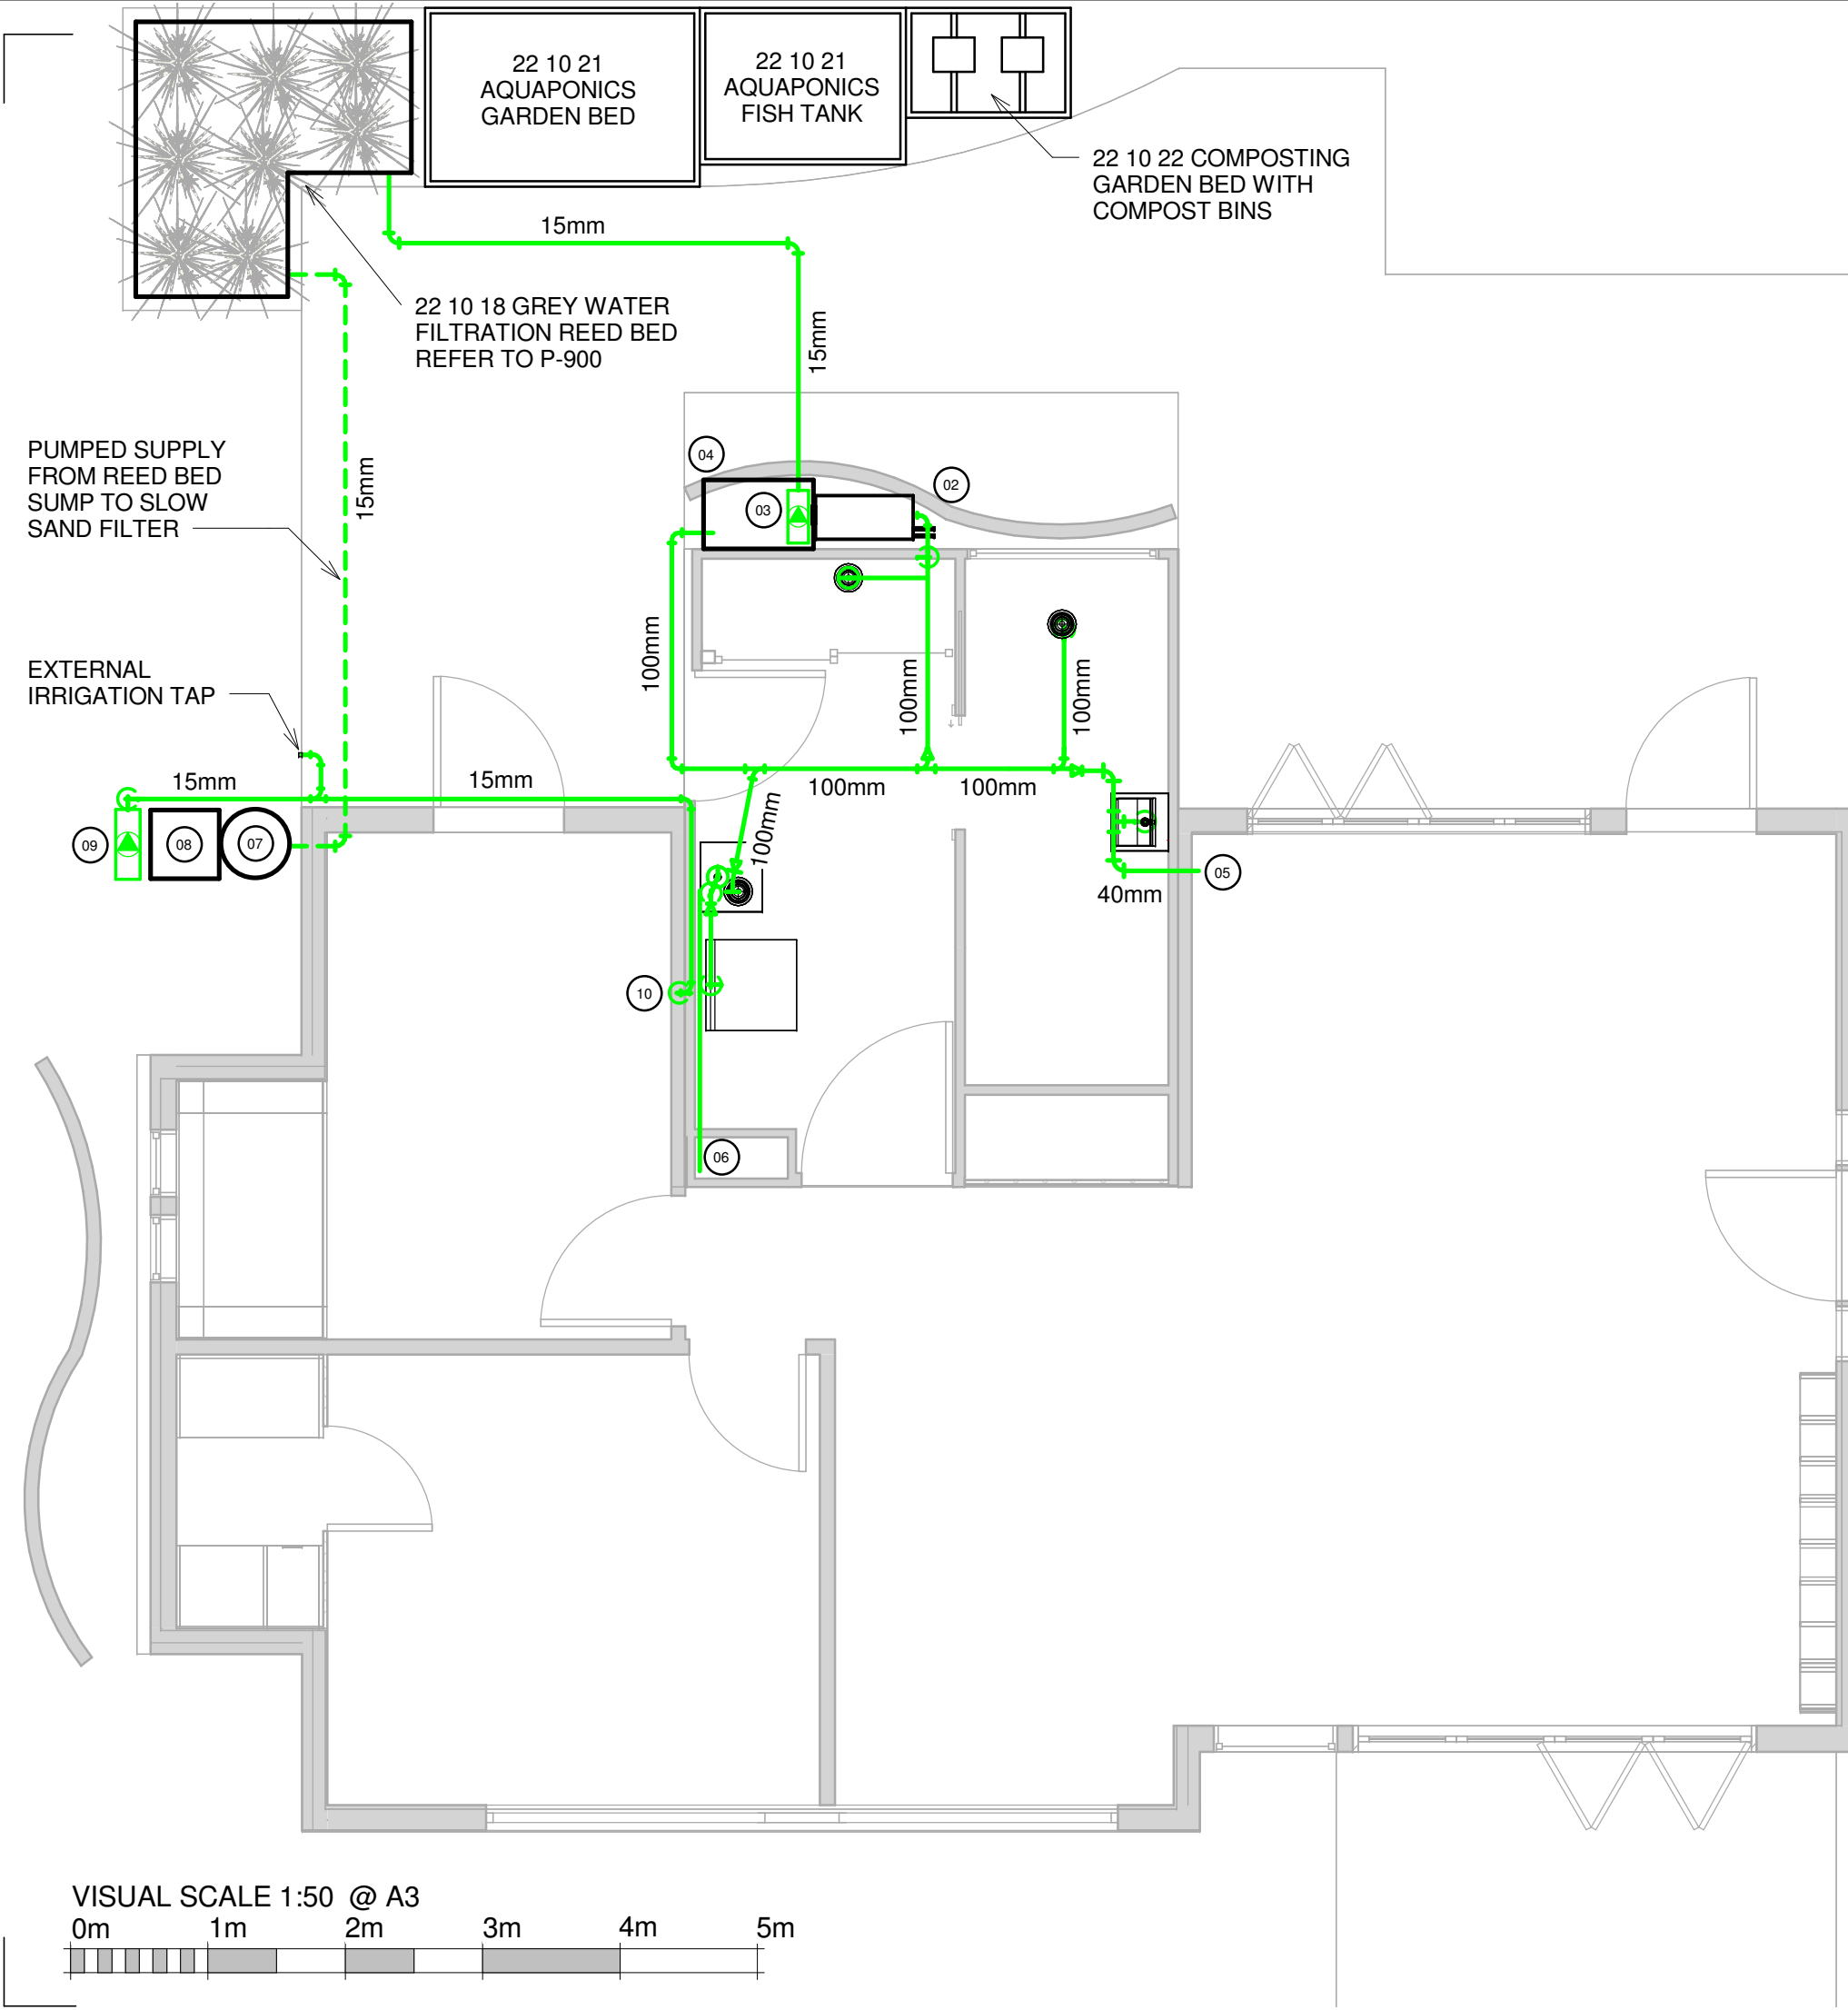 22 10 21
AQUAPONICS
GARDEN BED
22 10 21
AQUAPONICS
FISH TANK
22 10 22 COMPOSTING
GARDEN BED WITH
COMPOST BINS
15mm
22 10 18 GREY WATER
FILTRATION REED BED
REFER TO P-900
15mm
PUMPED SUPPLY
FROM REED BED
SUMP TO SLOW
SAND FILTER
15mm
04
02
03
EXTERNAL
IRRIGATION TAP
100mm
100mm
100mm
15mm
15mm
100mm
100mm
100mm
09
08
07
05
40mm
10
06
VISUAL SCALE 1:50 @ A3
0m 1m 2m 3m 4m 5m